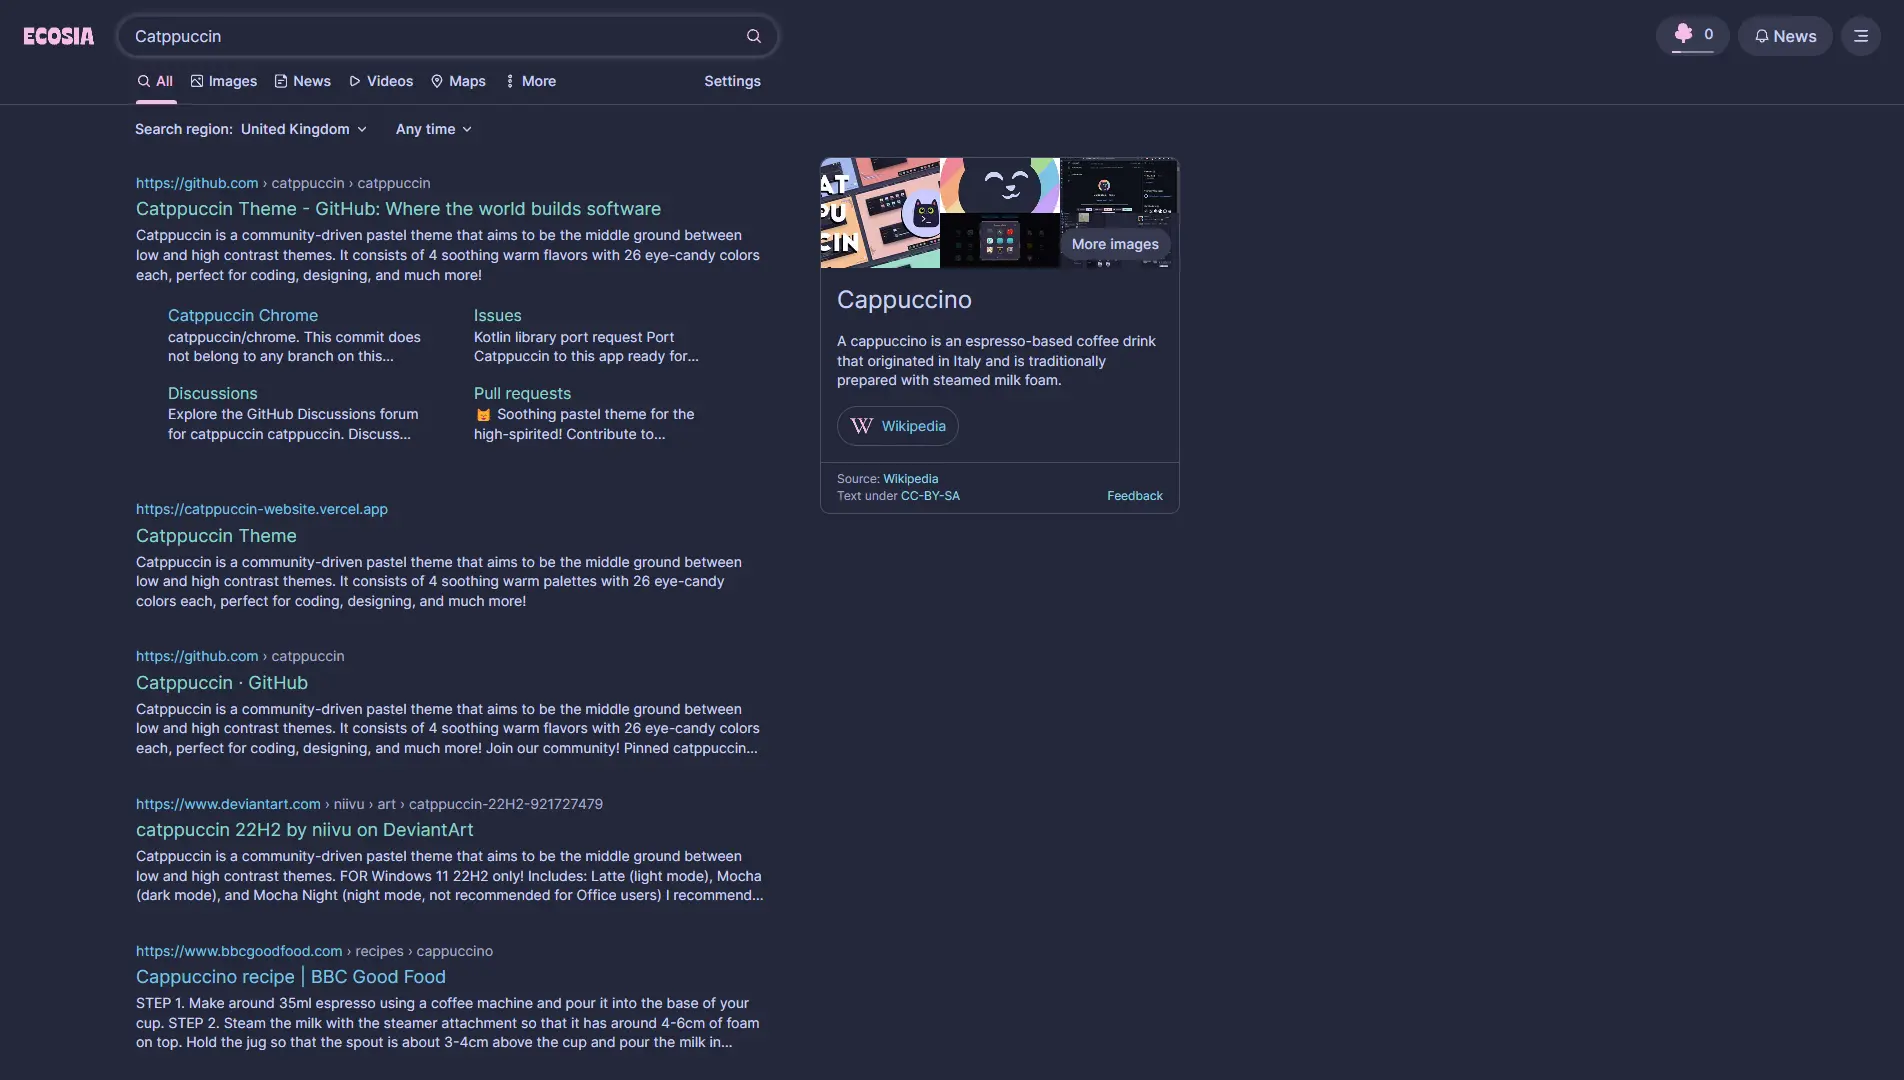 ECOSIA
Catppuccin
0
News
All
Images
News
Videos
Maps
More
Settings
Search region: United Kingdom
Any time
https://github.com › catppuccin › catppuccin
Catppuccin Theme - GitHub: Where the world builds software
Catppuccin is a community-driven pastel theme that aims to be the middle ground between
low and high contrast themes. It consists of 4 soothing warm flavors with 26 eye-candy colors
each, perfect for coding, designing, and much more!
Catppuccin Chrome
catppuccin/chrome. This commit does
not belong to any branch on this...
Issues
Kotlin library port request Port
Catppuccin to this app ready for...
Discussions
Explore the GitHub Discussions forum
for catppuccin catppuccin. Discuss...
Pull requests
😸 Soothing pastel theme for the
high-spirited! Contribute to...
https://catppuccin-website.vercel.app
Catppuccin Theme
Catppuccin is a community-driven pastel theme that aims to be the middle ground between
low and high contrast themes. It consists of 4 soothing warm palettes with 26 eye-candy
colors each, perfect for coding, designing, and much more!
https://github.com › catppuccin
Catppuccin · GitHub
Catppuccin is a community-driven pastel theme that aims to be the middle ground between
low and high contrast themes. It consists of 4 soothing warm flavors with 26 eye-candy colors
each, perfect for coding, designing, and much more! Join our community! Pinned catppuccin...
https://www.deviantart.com › niivu › art › catppuccin-22H2-921727479
catppuccin 22H2 by niivu on DeviantArt
Catppuccin is a community-driven pastel theme that aims to be the middle ground between
low and high contrast themes. FOR Windows 11 22H2 only! Includes: Latte (light mode), Mocha
(dark mode), and Mocha Night (night mode, not recommended for Office users) I recommend...
https://www.bbcgoodfood.com › recipes › cappuccino
Cappuccino recipe | BBC Good Food
STEP 1. Make around 35ml espresso using a coffee machine and pour it into the base of your
cup. STEP 2. Steam the milk with the steamer attachment so that it has around 4-6cm of foam
on top. Hold the jug so that the spout is about 3-4cm above the cup and pour the milk in...
AT
PU
CIN
More images
Cappuccino
A cappuccino is an espresso-based coffee drink
that originated in Italy and is traditionally
prepared with steamed milk foam.
W Wikipedia
Source: Wikipedia
Text under CC-BY-SA
Feedback